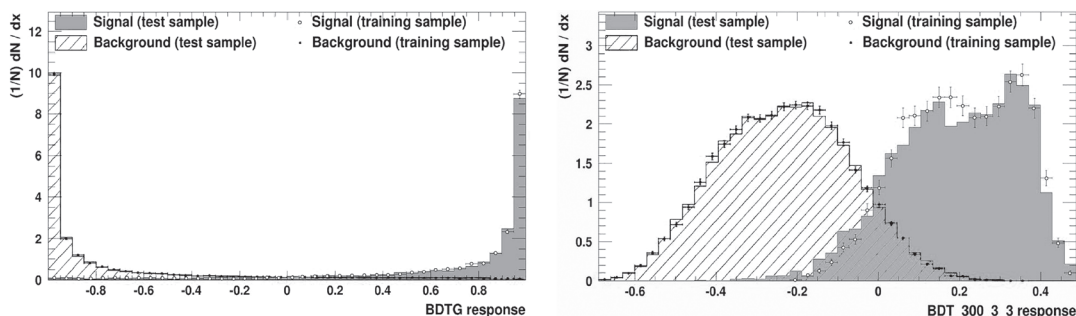 (1/N) dN / dx
Signal (test sample)
Background (test sample)
Signal (training sample)
Background (training sample)
12
10
8
6
4
2
0
-0.8 -0.6 -0.4 -0.2 0 0.2 0.4 0.6 0.8
BDTG response
(1/N) dN / dx
Signal (test sample)
Background (test sample)
Signal (training sample)
Background (training sample)
3
2.5
2
1.5
1
0.5
0
-0.6 -0.4 -0.2 0 0.2 0.4
BDT_300_3_3 response